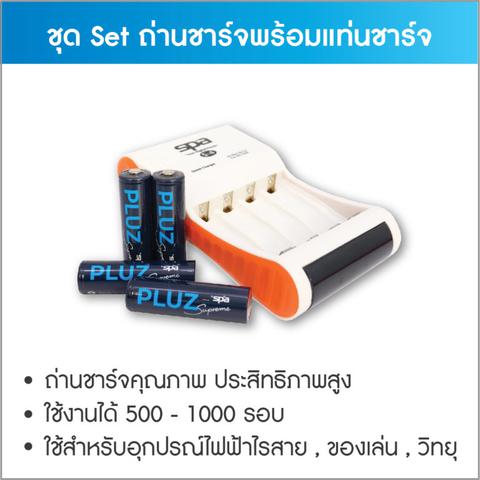 ชุด Set ถ่านชาร์จพร้อมแท่นชาร์จ
spa
PLUZ
PLUZ
PLUZ
Supreme
PLUZ
spa
Supreme
• ถ่านชาร์จคุณภาพ ประสิทธิภาพสูง
• ใช้งานได้ 500 - 1000 รอบ
• ใช้สำหรับอุกปรณ์ไฟฟ้าไรสาย , ของเล่น , วิทยุ